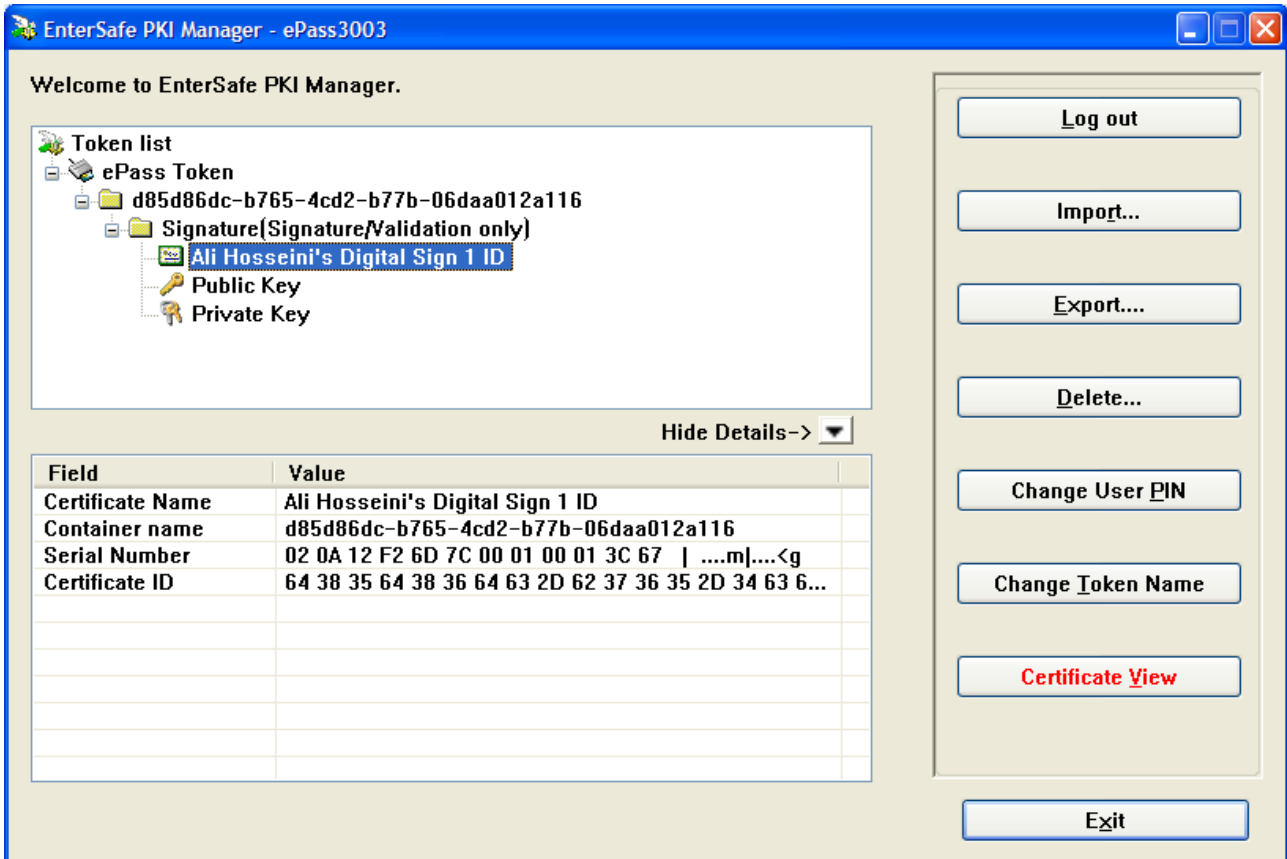 EnterSafe PKI Manager - ePass3003
Welcome to EnterSafe PKI Manager.
Token list
ePass Token
d85d86dc-b765-4cd2-b77b-06daa012a116
Signature(Signature/Validation only)
Ali Hosseini's Digital Sign 1 ID
Public Key
Private Key
Hide Details->
Field Value
Certificate Name Ali Hosseini's Digital Sign 1 ID
Container name d85d86dc-b765-4cd2-b77b-06daa012a116
Serial Number 02 0A 12 F2 6D 7C 00 01 00 01 3C 67 | ....m|....<g
Certificate ID 64 38 35 64 38 36 64 63 2D 62 37 36 35 2D 34 63 6...
Log out
Import...
Export....
Delete...
Change User PIN
Change Token Name
Certificate View
Exit